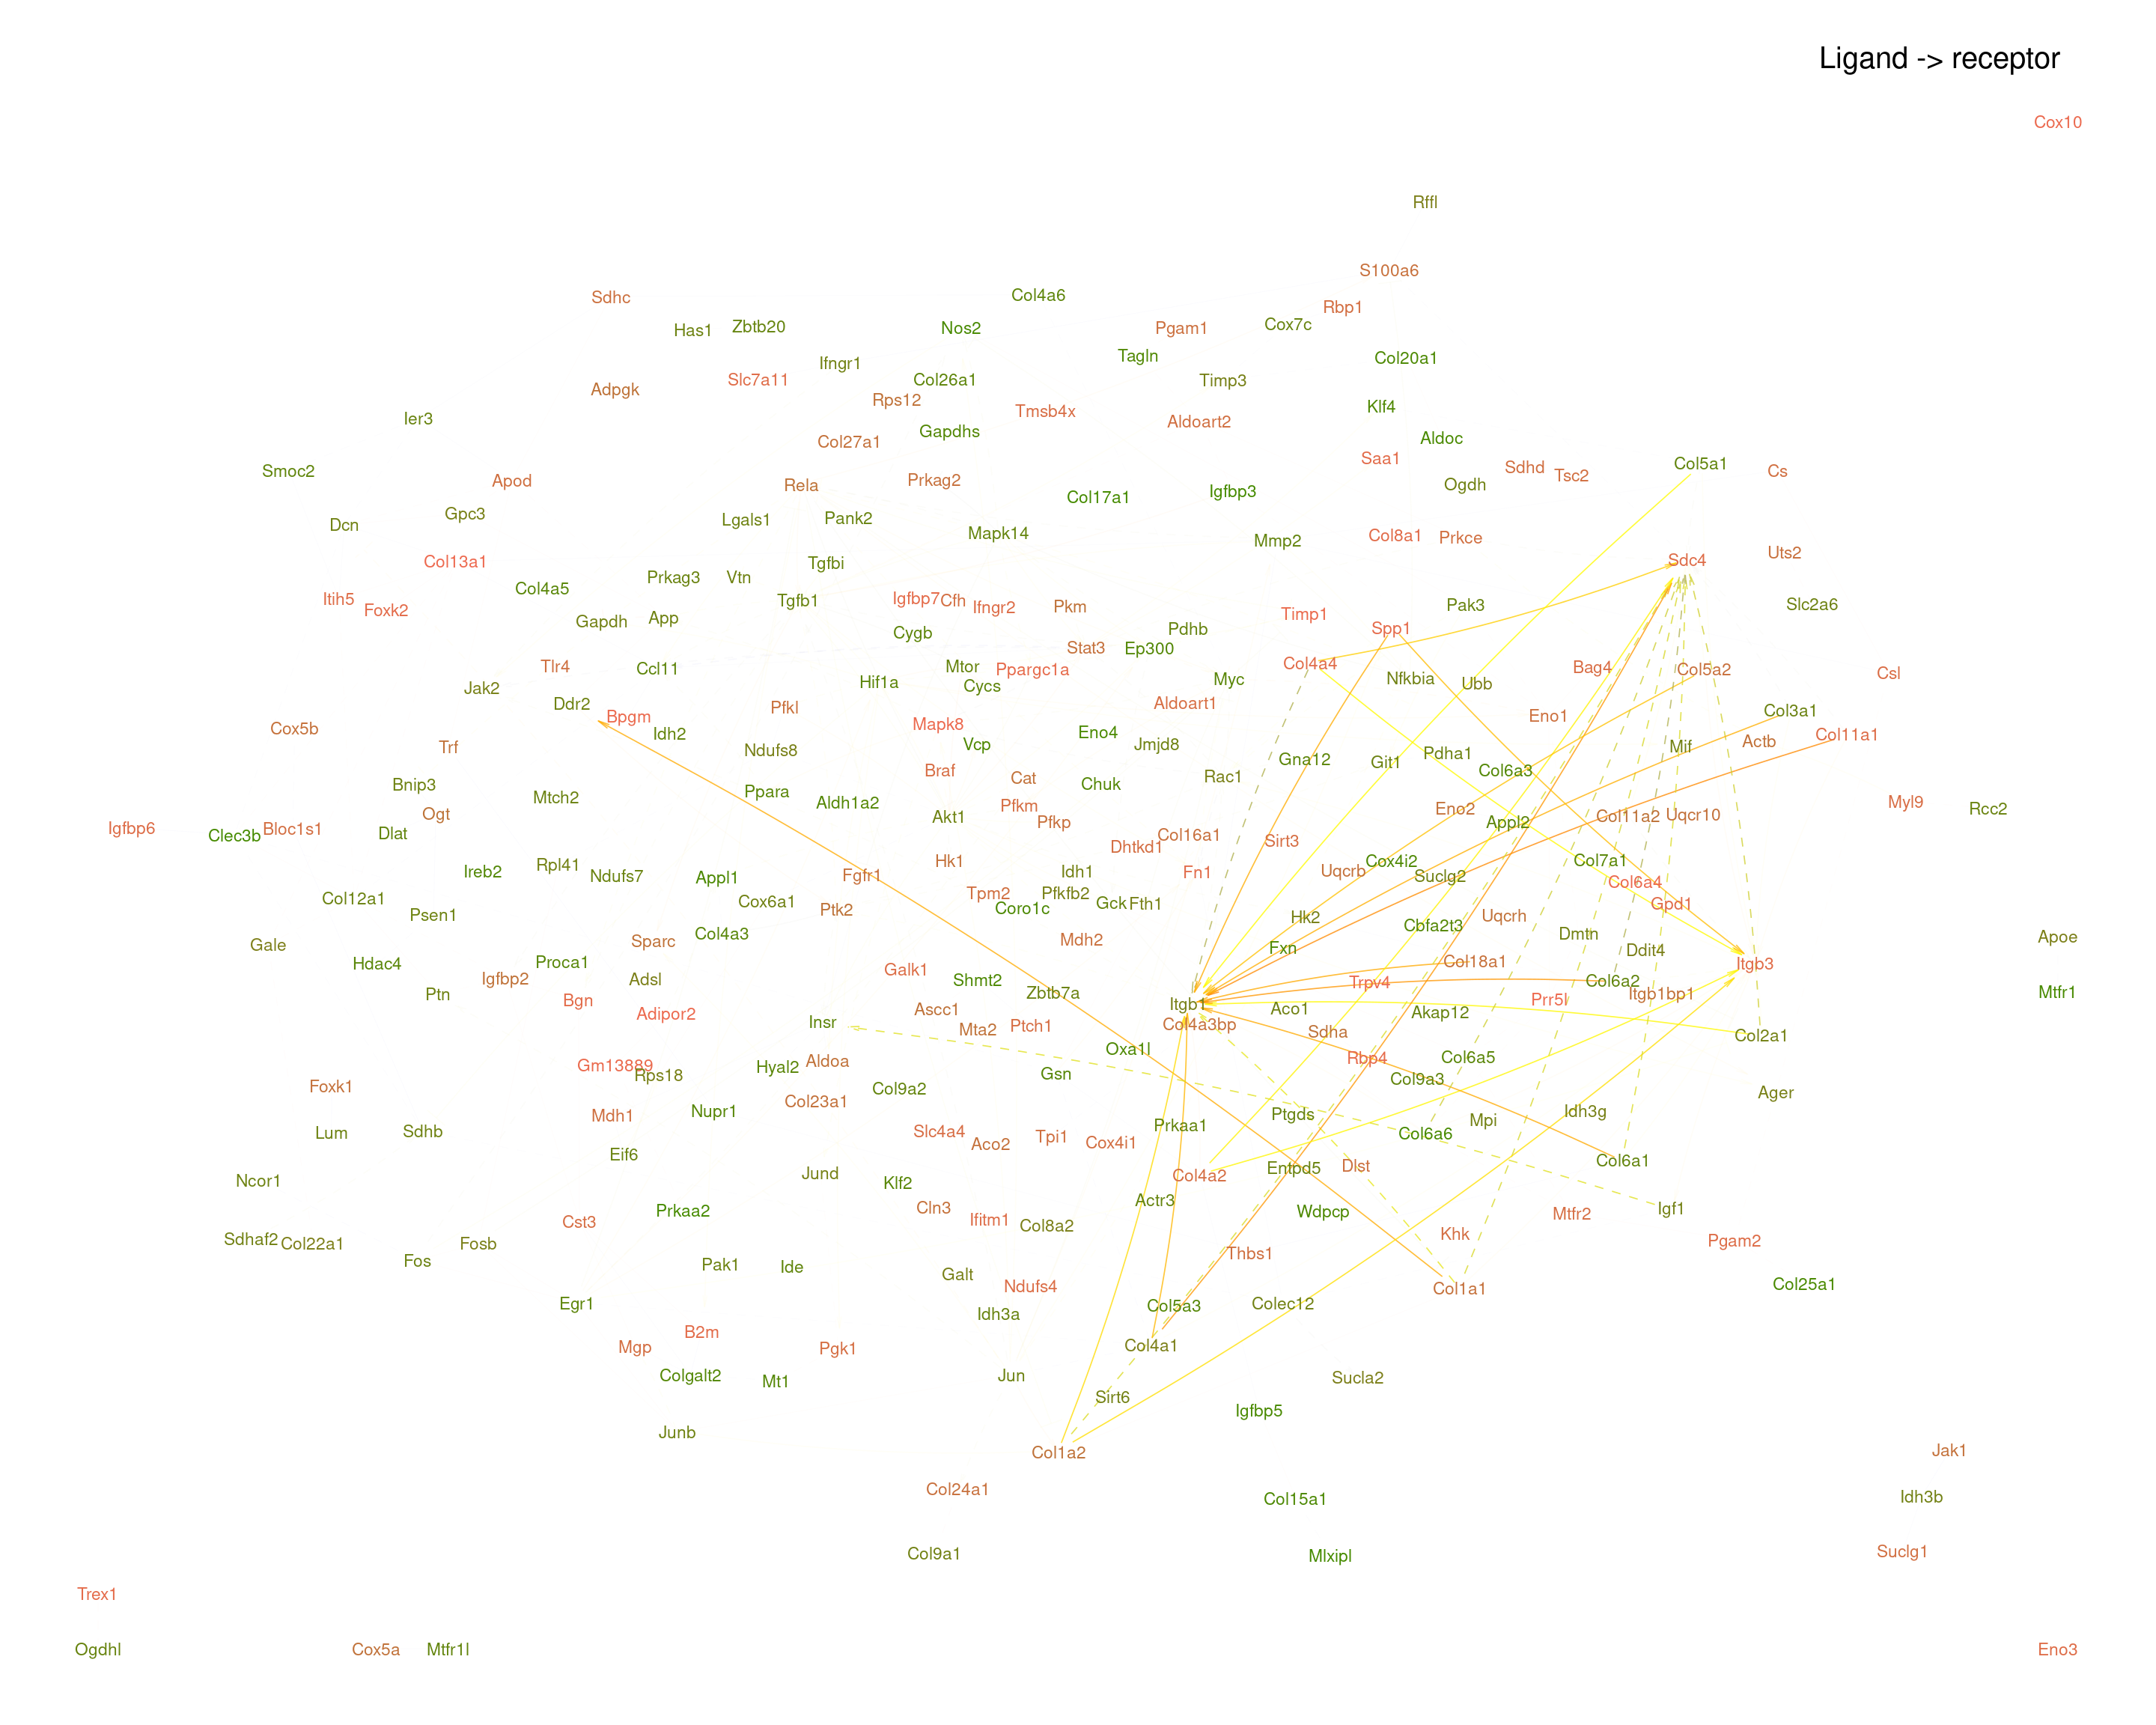 Ligand -> receptor
Cox10
Rffl
S100a6
Sdhc
Col4a6
Rbp1
Has1
Zbtb20
Nos2
Pgam1
Cox7c
Tagln
Col20a1
Ifngr1
Slc7a11
Col26a1
Timp3
Adpgk
Rps12
Tmsb4x
Klf4
Ier3
Aldoart2
Gapdhs
Col27a1
Aldoc
Saa1
Col5a1
Smoc2
Sdhd
Cs
Tsc2
Apod
Prkag2
Rela
Ogdh
Igfbp3
Col17a1
Gpc3
Lgals1
Pank2
Dcn
Mapk14
Col8a1
Prkce
Mmp2
Uts2
Col13a1
Tgfbi
Sdc4
Prkag3
Vtn
Col4a5
Itih5
Tgfb1
Igfbp7
Cfh
Ifngr2
Pkm
Pak3
Slc2a6
Foxk2
Timp1
App
Gapdh
Spp1
Pdhb
Cygb
Stat3
Ep300
Col4a4
Tlr4
Ccl11
Mtor
Ppargc1a
Bag4
Col5a2
Csl
Myc
Nfkbia
Jak2
Hif1a
Cycs
Ubb
Ddr2
Aldoart1
Pfkl
Col3a1
Bpgm
Eno1
Mapk8
Cox5b
Idh2
Eno4
Col11a1
Actb
Trf
Vcp
Jmjd8
Mif
Ndufs8
Pdha1
Gna12
Git1
Braf
Col6a3
Cat
Rac1
Bnip3
Chuk
Ppara
Mtch2
Aldh1a2
Myl9
Pfkm
Eno2
Rcc2
Ogt
Akt1
Col11a2
Uqcr10
Pfkp
Appl2
Igfbp6
Bloc1s1
Clec3b
Dlat
Col16a1
Sirt3
Dhtkd1
Hk1
Col7a1
Cox4i2
Rpl41
Ireb2
Idh1
Fn1
Uqcrb
Ndufs7
Appl1
Fgfr1
Suclg2
Col6a4
Tpm2
Pfkfb2
Col12a1
Cox6a1
Gck
Fth1
Gpd1
Ptk2
Coro1c
Psen1
Hk2
Uqcrh
Cbfa2t3
Col4a3
Dmtn
Apoe
Sparc
Mdh2
Gale
Fxn
Ddit4
Hdac4
Proca1
Col18a1
Itgb3
Galk1
Igfbp2
Adsl
Shmt2
Trpv4
Col6a2
Ptn
Zbtb7a
Itgb1bp1
Mtfr1
Bgn
Prr5l
Itgb1
Adipor2
Ascc1
Aco1
Akap12
Insr
Col4a3bp
Mta2
Ptch1
Sdha
Col2a1
Oxa1l
Rbp4
Col6a5
Aldoa
Gm13889
Hyal2
Rps18
Gsn
Col9a3
Foxk1
Col9a2
Ager
Col23a1
Nupr1
Mdh1
Ptgds
Idh3g
Mpi
Prkaa1
Lum
Sdhb
Slc4a4
Tpi1
Col6a6
Aco2
Cox4i1
Eif6
Col6a1
Entpd5
Dlst
Jund
Col4a2
Ncor1
Klf2
Actr3
Cln3
Igf1
Prkaa2
Wdpcp
Mtfr2
Cst3
Ifitm1
Col8a2
Khk
Sdhaf2
Col22a1
Fosb
Pgam2
Thbs1
Fos
Pak1
Ide
Galt
Ndufs4
Col1a1
Col25a1
Egr1
Col5a3
Colec12
Idh3a
B2m
Mgp
Pgk1
Col4a1
Colgalt2
Mt1
Jun
Sucla2
Sirt6
Igfbp5
Junb
Col1a2
Jak1
Col24a1
Col15a1
Idh3b
Col9a1
Mlxipl
Suclg1
Trex1
Ogdhl
Cox5a
Mtfr1l
Eno3